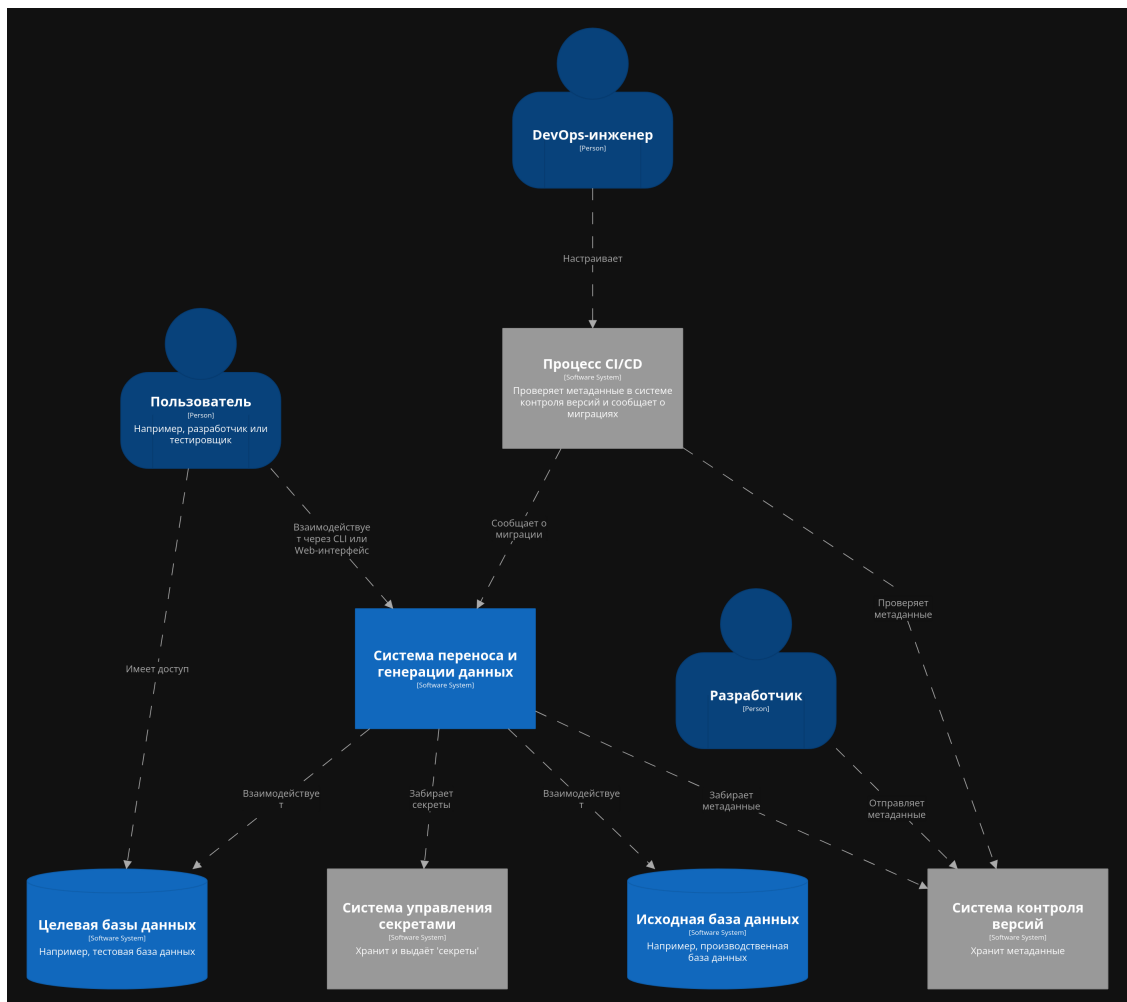 DevOps-инженер
[Person]
Настраивает
Процесс CI/CD
[Software System]
Проверяет метаданные в системе
контроля версий и сообщает о
миграциях
Пользователь
[Person]
Например, разработчик или
тестировщик
Взаимодействуе
т через CLI или
Web-интерфейс
Сообщает о
миграции
Проверяет
метаданные
Имеет доступ
Система переноса и
генерации данных
[Software System]
Разработчик
[Person]
Взаимодействуе
т
Забирает
секреты
Взаимодействуе
т
Забирает
метаданные
Отправляет
метаданные
Целевая базы данных
[Software System]
Например, тестовая база данных
Система управления
секретами
[Software System]
Хранит и выдаёт 'секреты'
Исходная база данных
[Software System]
Например, производственная
база данных
Система контроля
версий
[Software System]
Хранит метаданные